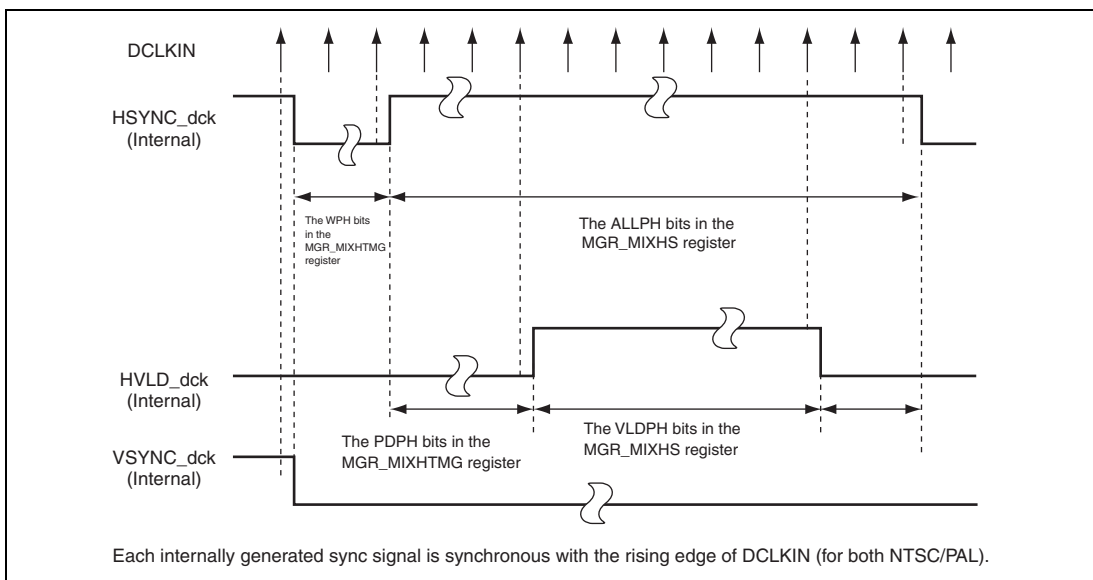 DCLKIN
HSYNC_dck
(Internal)
The WPH bits
in the
MGR_MIXHTMG
register
The ALLPH bits in the
MGR_MIXHS register
HVLD_dck
(Internal)
The PDPH bits in the
MGR_MIXHTMG register
The VLDPH bits in the
MGR_MIXHS register
VSYNC_dck
(Internal)
Each internally generated sync signal is synchronous with the rising edge of DCLKIN (for both NTSC/PAL).